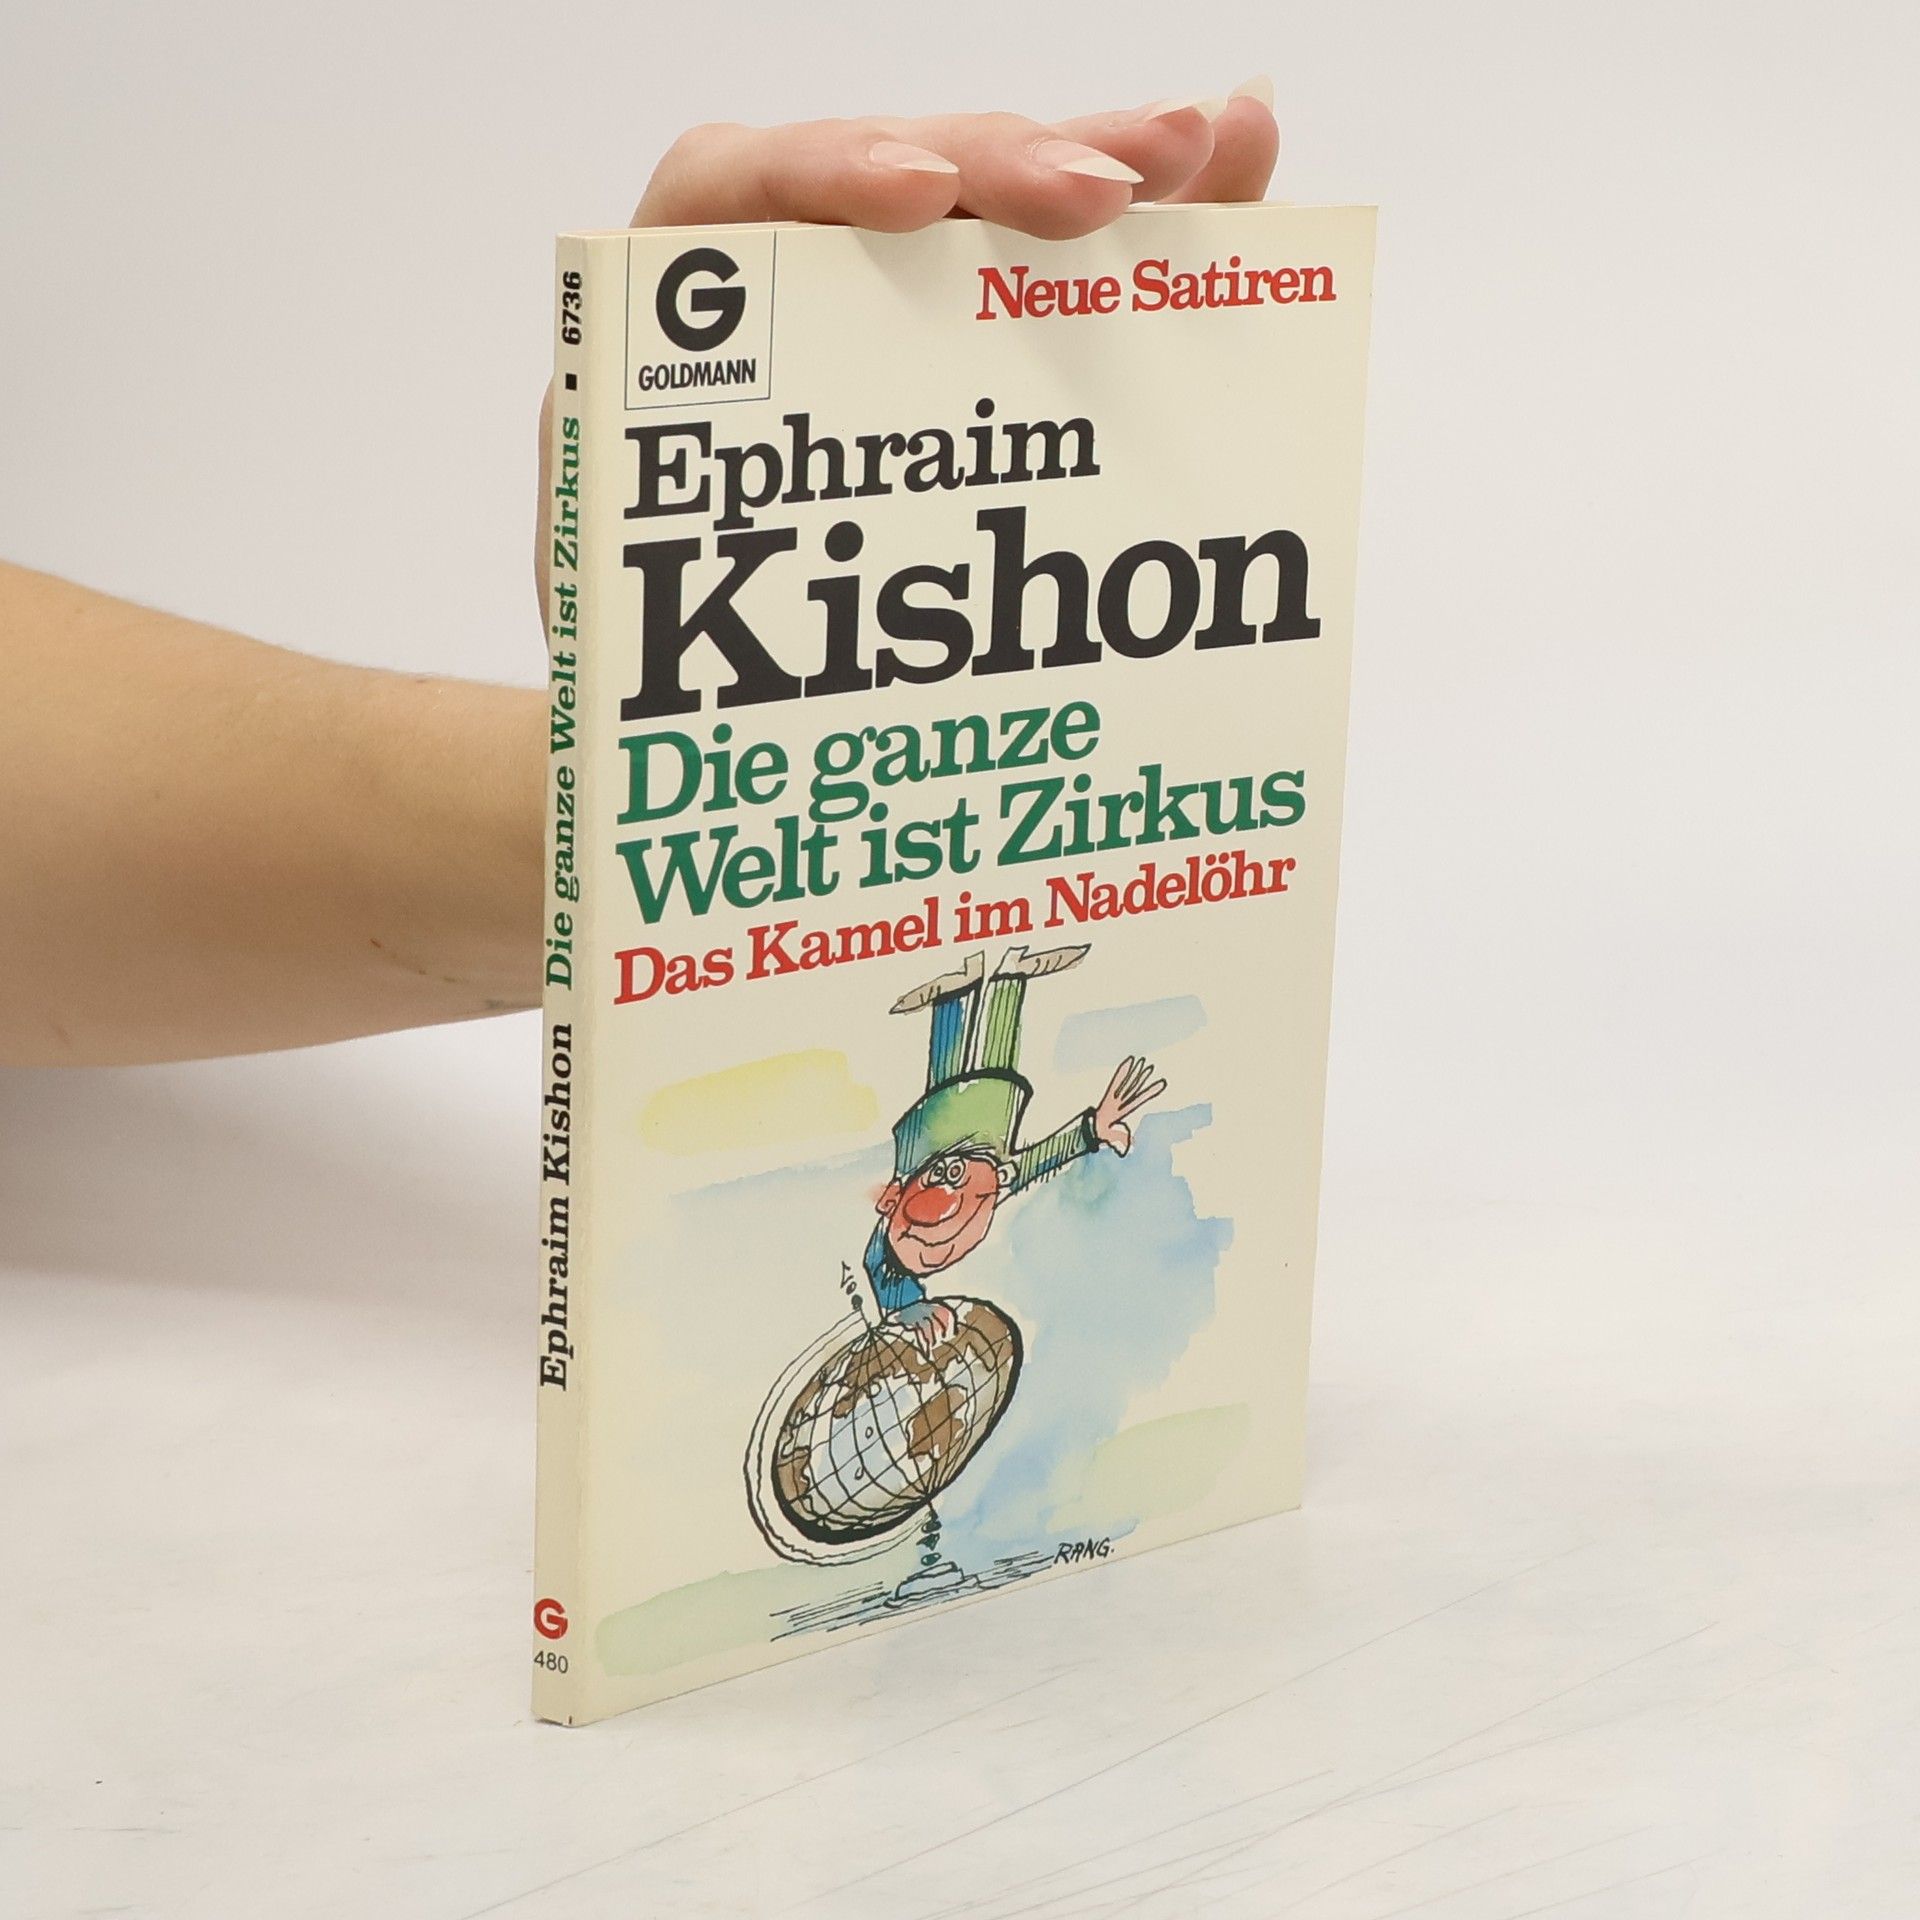 G
GOLDMANN
Neue Satiren
Ephraim
Kishon
Die ganze
Welt ist Zirkus
Das Kamel im Nadelöhr
RANG.
Ephraim Kishon Die ganze Welt ist Zirkus ■ 6736
G
480